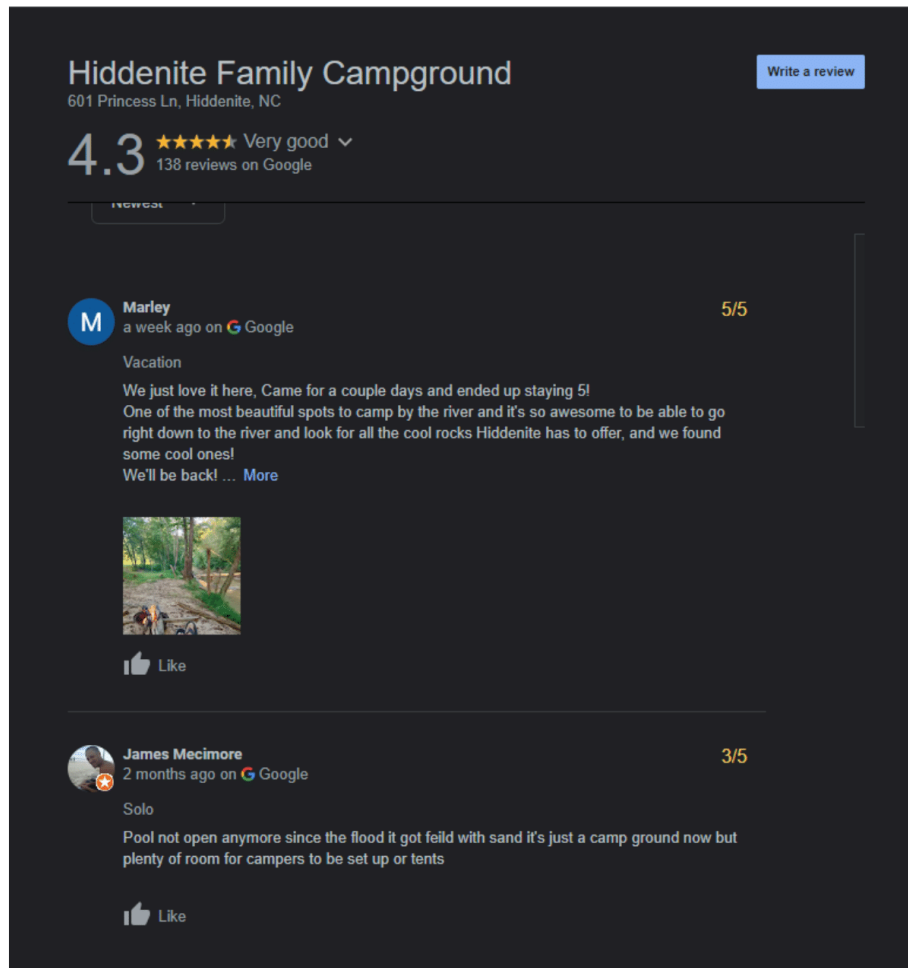 Hiddenite Family Campground
Write a review
601 Princess Ln, Hiddenite, NC
4.3
Very good
138 reviews on Google
Newest
M
Marley
5/5
a week ago on Google
Vacation
We just love it here, Came for a couple days and ended up staying 5!
One of the most beautiful spots to camp by the river and it's so awesome to be able to go
right down to the river and look for all the cool rocks Hiddenite has to offer, and we found
some cool ones!
We'll be back! ... More
Like
James Mecimore
3/5
2 months ago on Google
Solo
Pool not open anymore since the flood it got feild with sand it's just a camp ground now but
plenty of room for campers to be set up or tents
Like